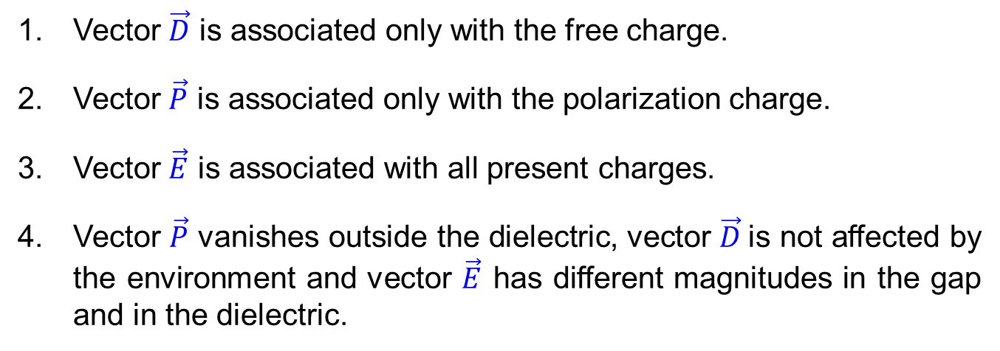 1. Vector $\vec{D}$ is associated only with the free charge.
2. Vector $\vec{P}$ is associated only with the polarization charge.
3. Vector $\vec{E}$ is associated with all present charges.
4. Vector $\vec{P}$ vanishes outside the dielectric, vector $\vec{D}$ is not affected by
the environment and vector $\vec{E}$ has different magnitudes in the gap
and in the dielectric.